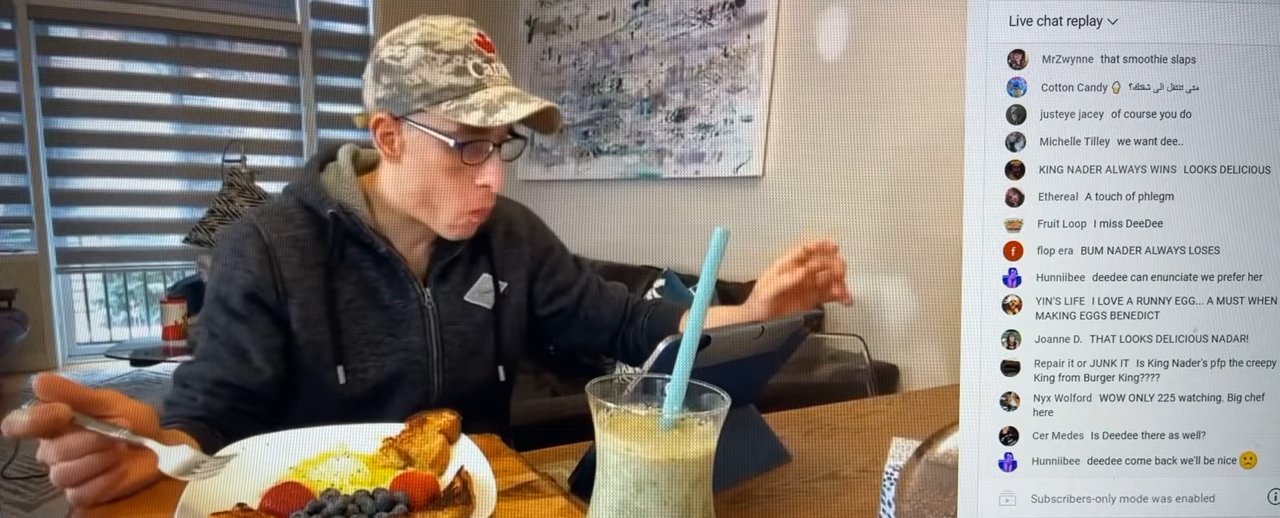 Cana
Live chat replay
MrZwynne that smoothie slaps
Cotton Candy متى تنتقل الى شقتك؟
justeye jacey of course you do
Michelle Tilley we want dee..
KING NADER ALWAYS WINS LOOKS DELICIOUS
Ethereal A touch of phlegm
Fruit Loop I miss DeeDee
f flop era BUM NADER ALWAYS LOSES
Hunniibee deedee can enunciate we prefer her
YIN'S LIFE I LOVE A RUNNY EGG... A MUST WHEN
MAKING EGGS BENEDICT
Joanne D. THAT LOOKS DELICIOUS NADAR!
Repair it or JUNK IT Is King Nader's pfp the creepy
King from Burger King????
Nyx Wolford WOW ONLY 225 watching. Big chef
here
Cer Medes Is Deedee there as well?
Hunniibee deedee come back we'll be nice
Subscribers-only mode was enabled